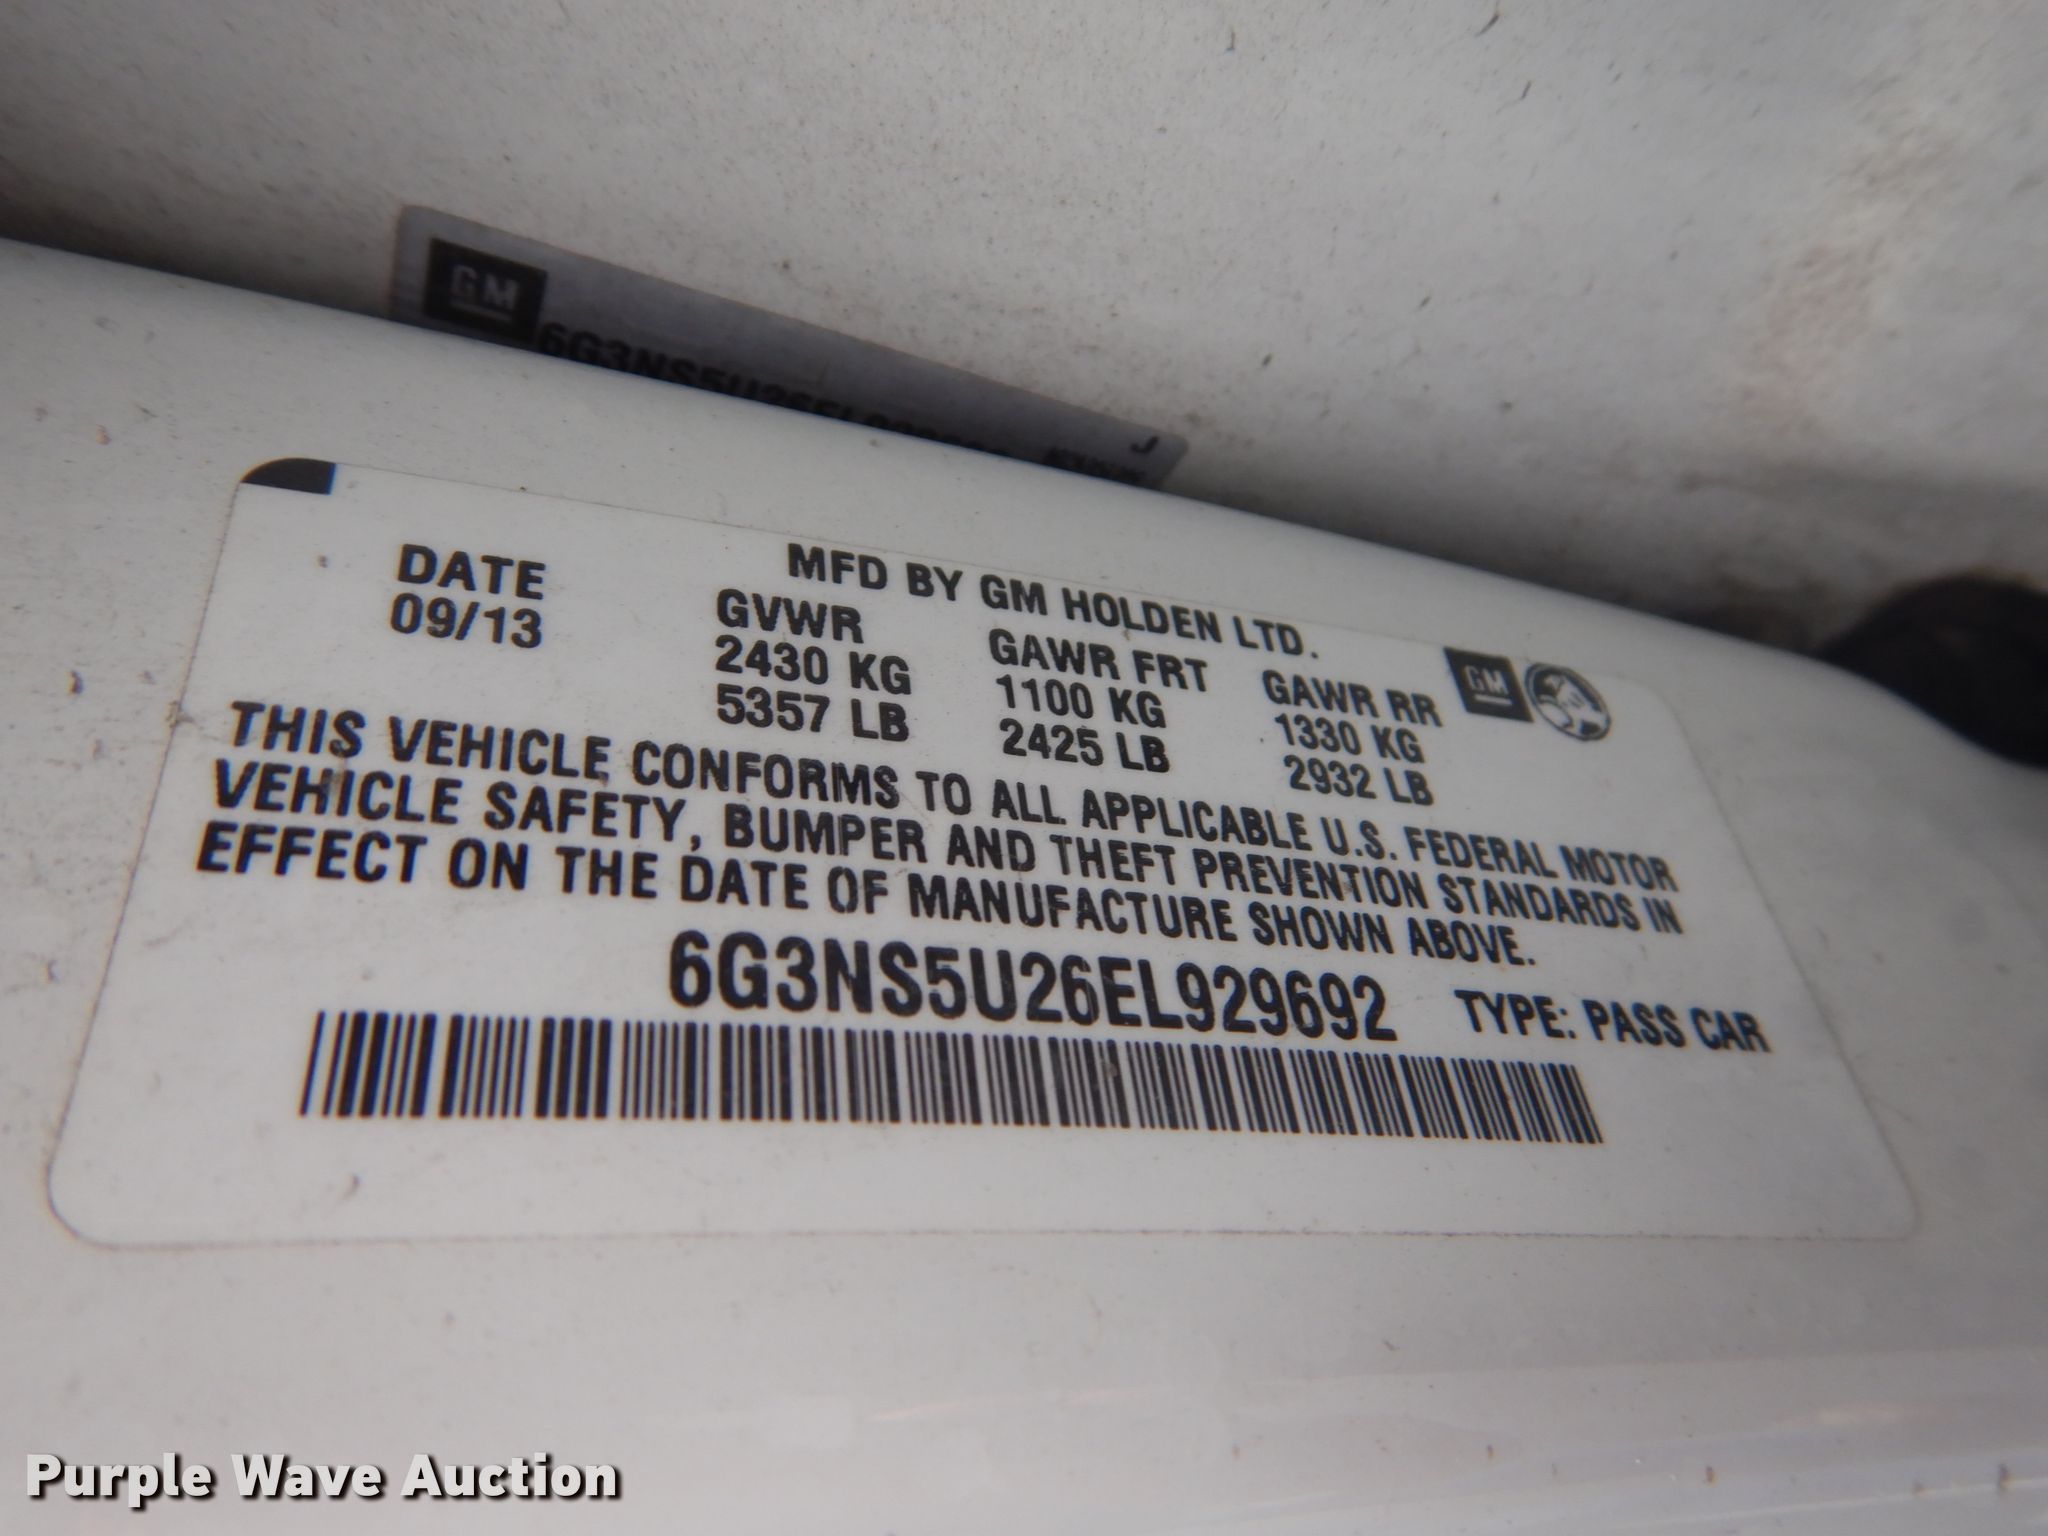 GM
6G3NS5U26EL929692
J
DATE
09/13
MFD BY GM HOLDEN LTD.
GVWR
2430 KG
5357 LB
GAWR FRT
1100 KG
2425 LB
GAWR RR
1330 KG
2932 LB
GM
THIS VEHICLE CONFORMS TO ALL APPLICABLE U.S. FEDERAL MOTOR
VEHICLE SAFETY, BUMPER AND THEFT PREVENTION STANDARDS IN
EFFECT ON THE DATE OF MANUFACTURE SHOWN ABOVE.
6G3NS5U26EL929692 TYPE: PASS CAR
Purple Wave Auction